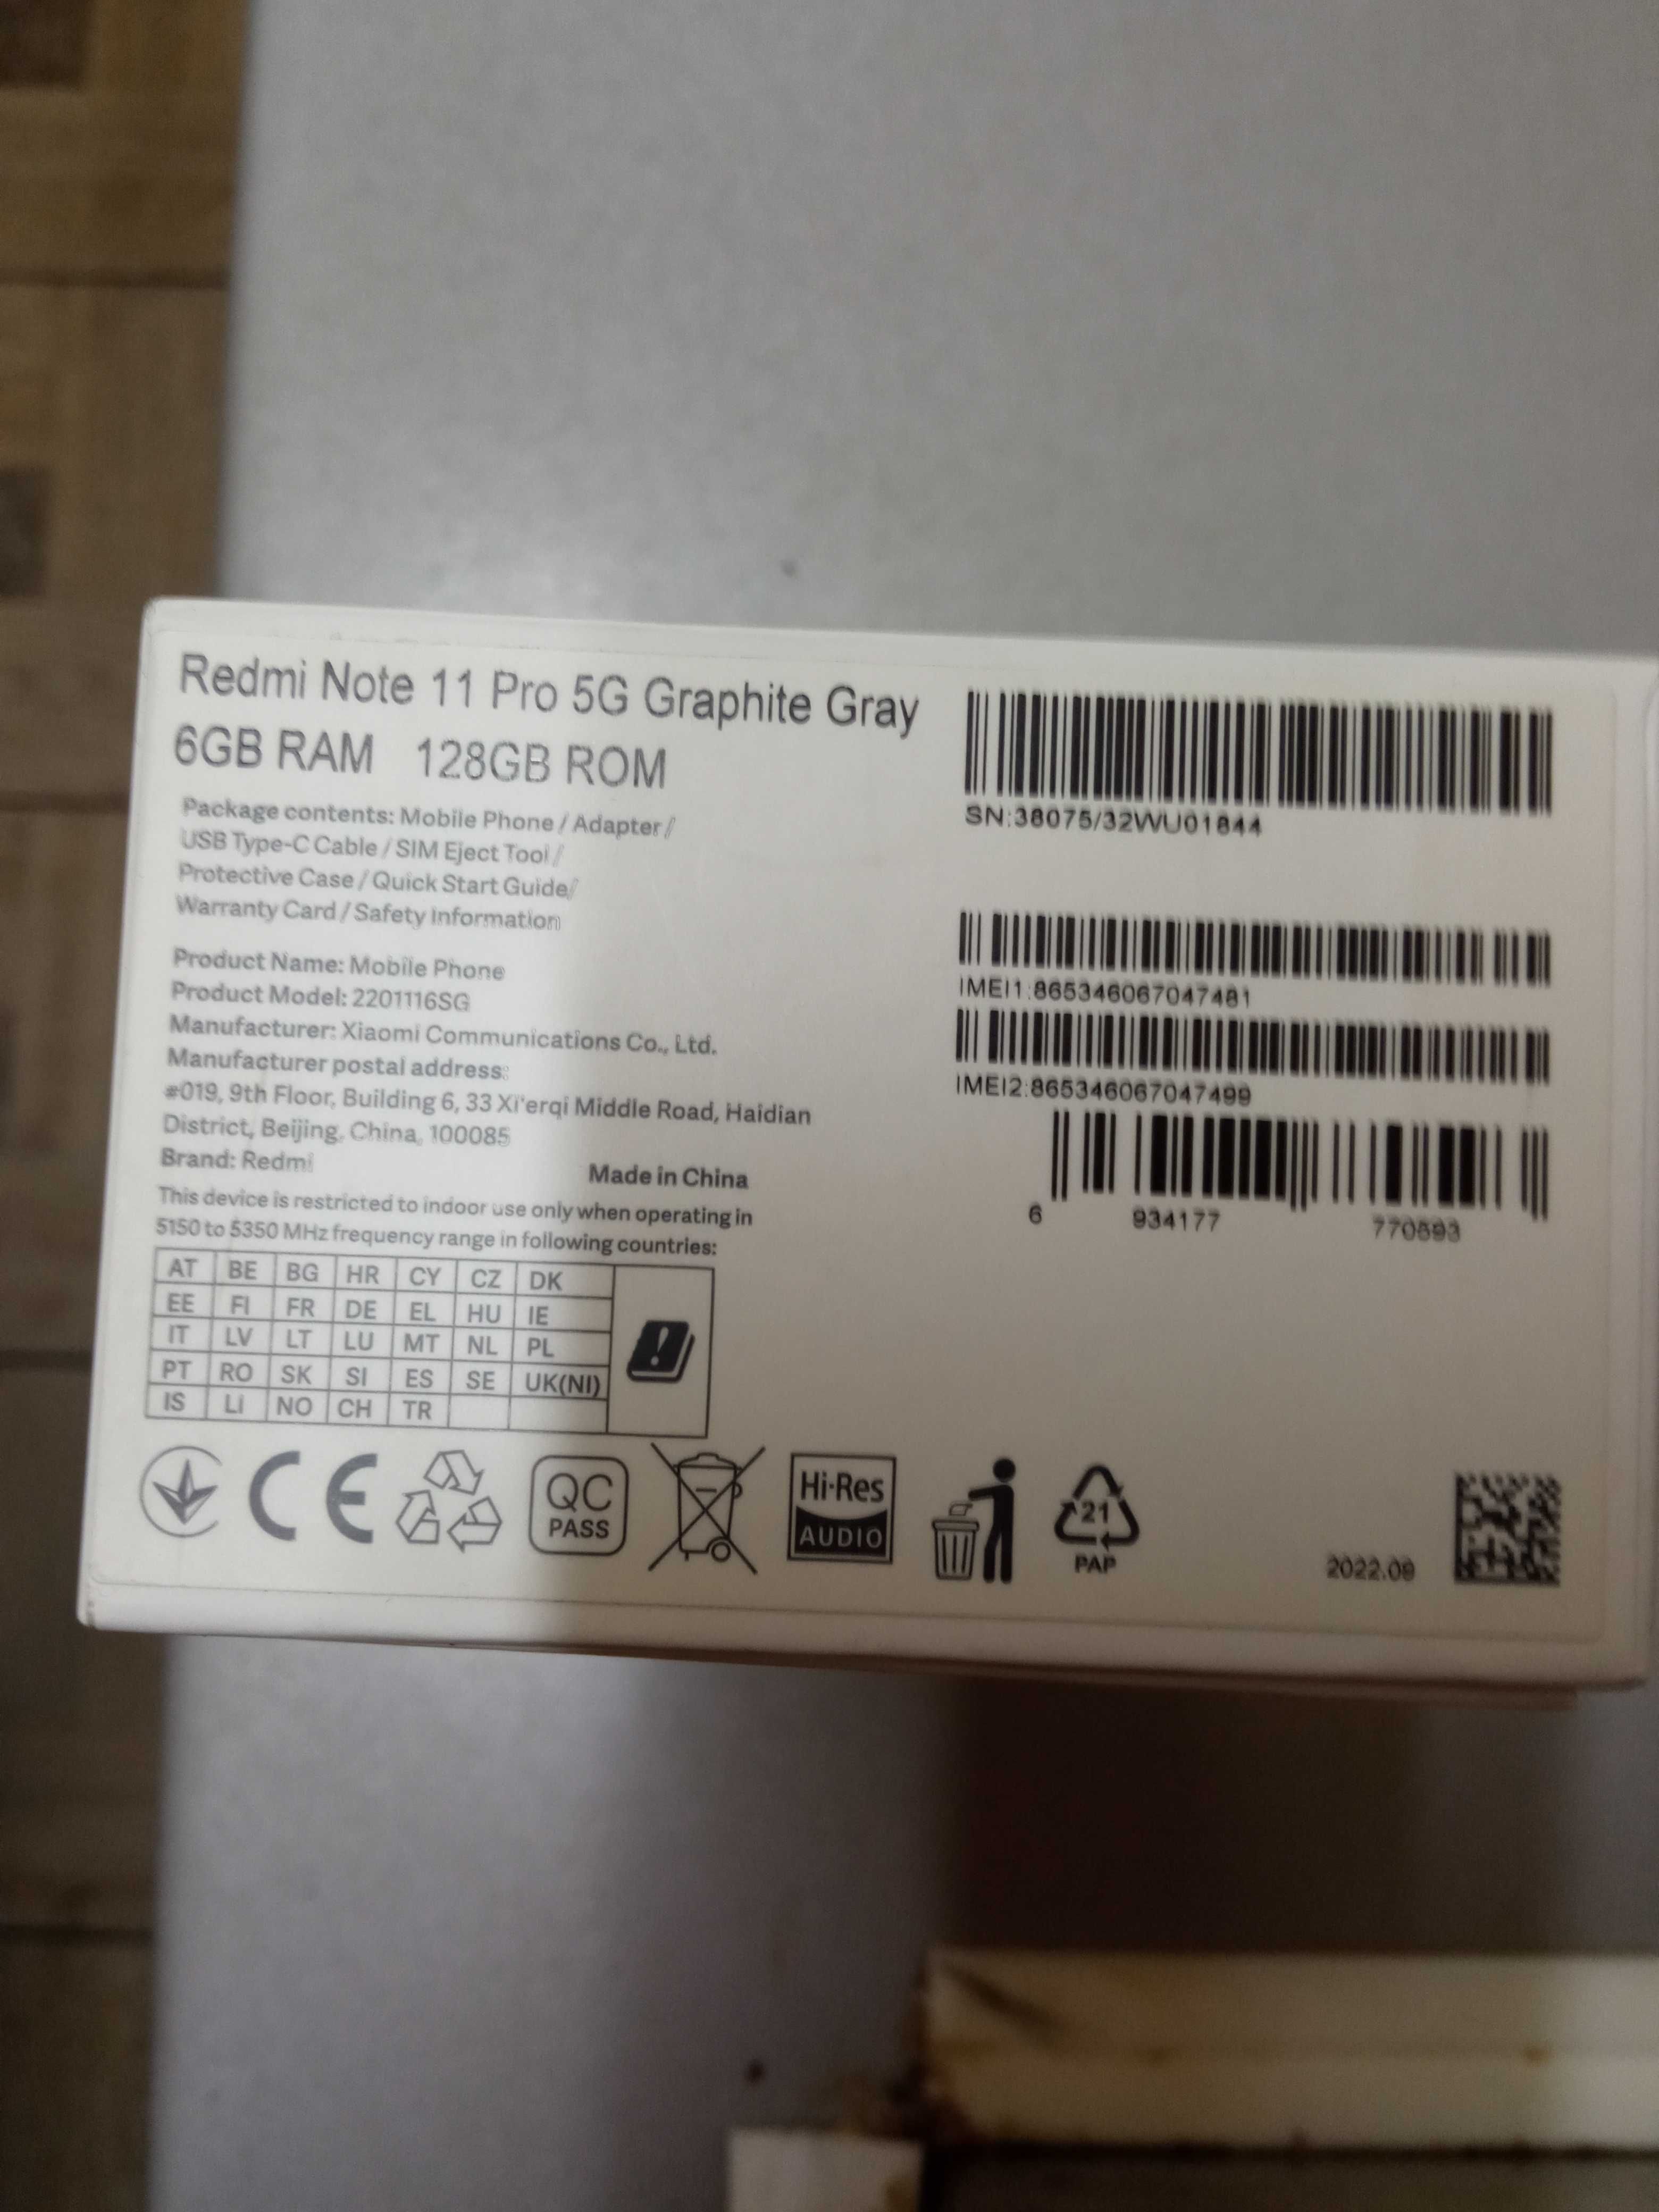 Redmi Note 11 Pro 5G Graphite Gray
6GB RAM 128GB ROM
Package contents: Mobile Phone / Adapter /
USB Type-C Cable / SIM Eject Tool /
Protective Case / Quick Start Guide/
Warranty Card / Safety Information
Product Name: Mobile Phone
Product Model: 2201116SG
Manufacturer: Xiaomi Communications Co., Ltd.
Manufacturer postal address:
#019, 9th Floor, Building 6, 33 Xi'erqi Middle Road, Haidian
District, Beijing, China, 100085
Brand: Redmi
Made in China
This device is restricted to indoor use only when operating in
5150 to 5350 MHz frequency range in following countries:
AT BE BG HR CY CZ DK
EE FI FR DE EL HU IE
IT LV LT LU MT NL PL
PT RO SK SI ES SE UK(NI)
IS LI NO CH TR
SN:38075/32WU01844
IMEI1:865346067047481
IMEI2:865346067047499
6 934177 770693
CE
QC
PASS
Hi-Res
AUDIO
21
PAP
2022.09